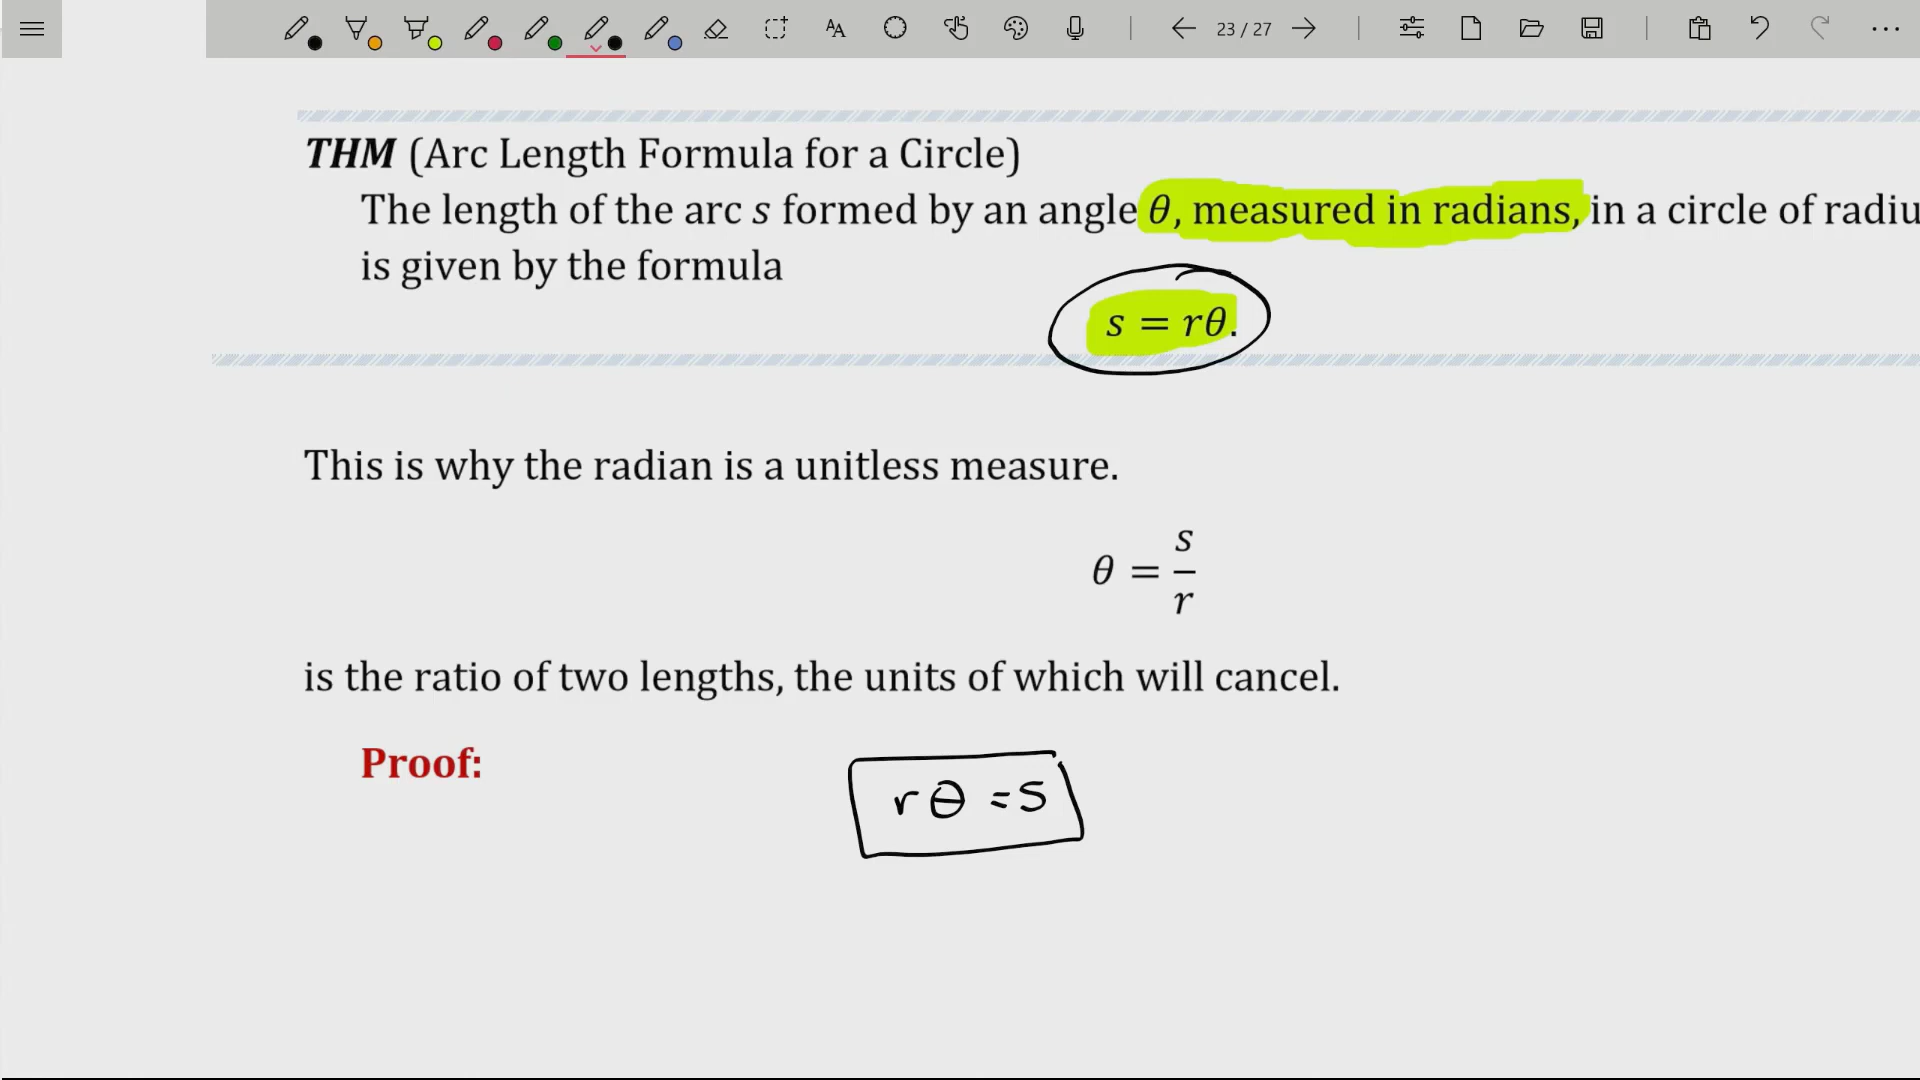 23 / 27
THM (Arc Length Formula for a Circle)
The length of the arc s formed by an angle θ, measured in radians, in a circle of radiu
is given by the formula
s = rθ.
This is why the radian is a unitless measure.
θ = s/r
is the ratio of two lengths, the units of which will cancel.
Proof:
rθ = s